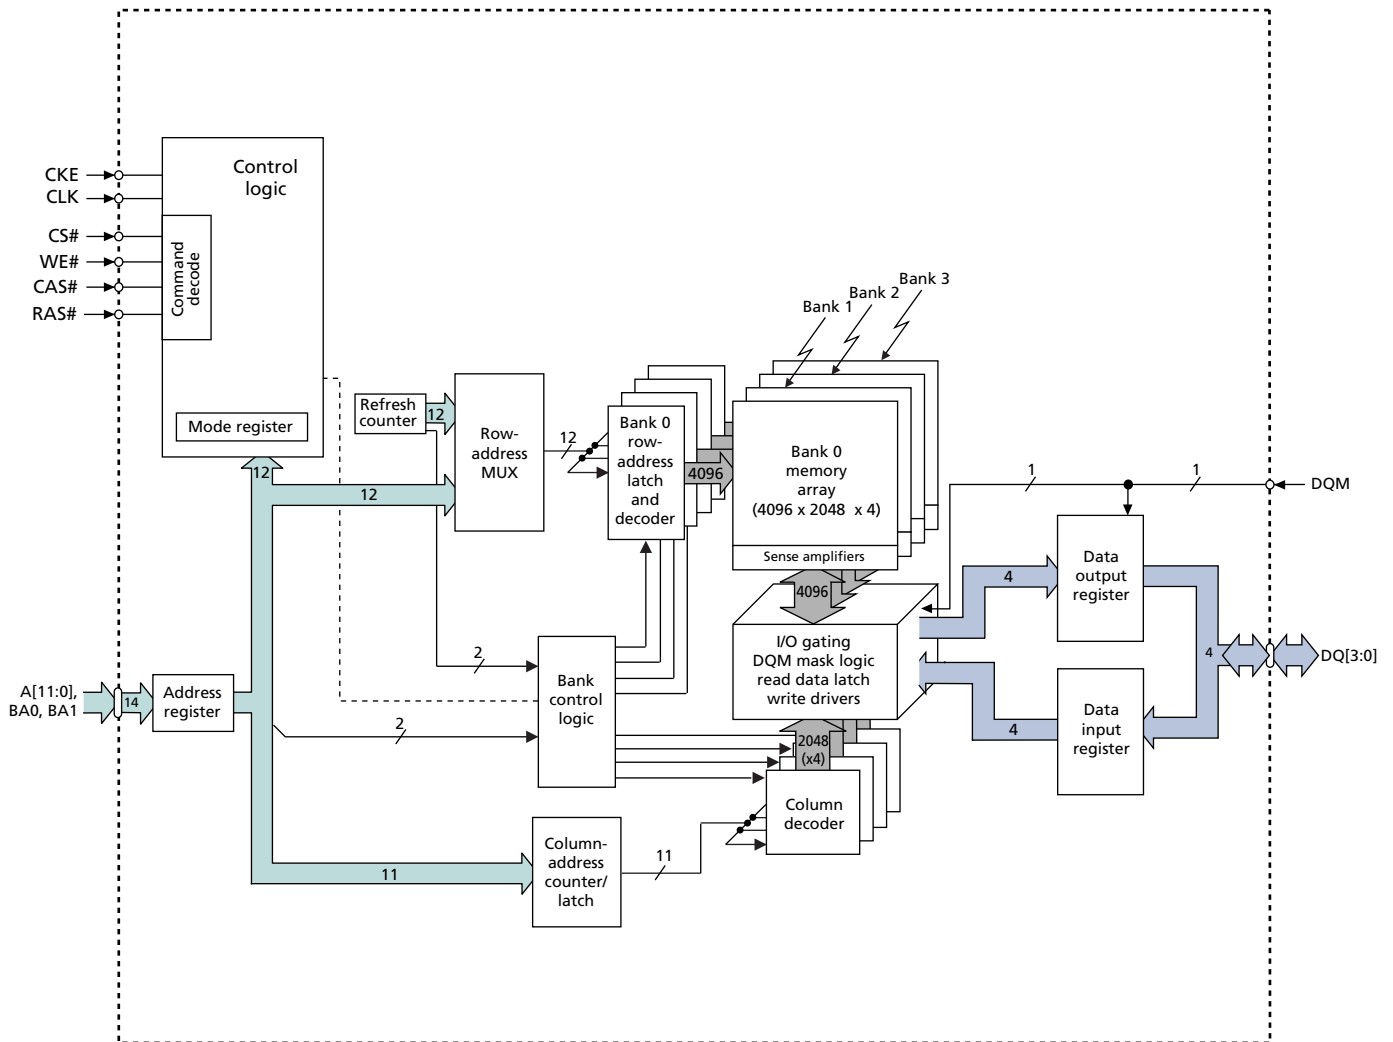 Control
logic
CKE
CLK
CS#
WE#
CAS#
RAS#
Command
decode
Mode register
12
12
Refresh
counter
12
Row-
address
MUX
12
Bank 0
row-
address
latch
and
decoder
4096
Bank 1
Bank 2
Bank 3
Bank 0
memory
array
(4096 x 2048 x 4)
Sense amplifiers
4096
I/O gating
DQM mask logic
read data latch
write drivers
2048
(x4)
Column
decoder
1
1
DQM
4
Data
output
register
4
DQ[3:0]
4
Data
input
register
A[11:0],
BA0, BA1
14
Address
register
2
2
Bank
control
logic
11
Column-
address
counter/
latch
11